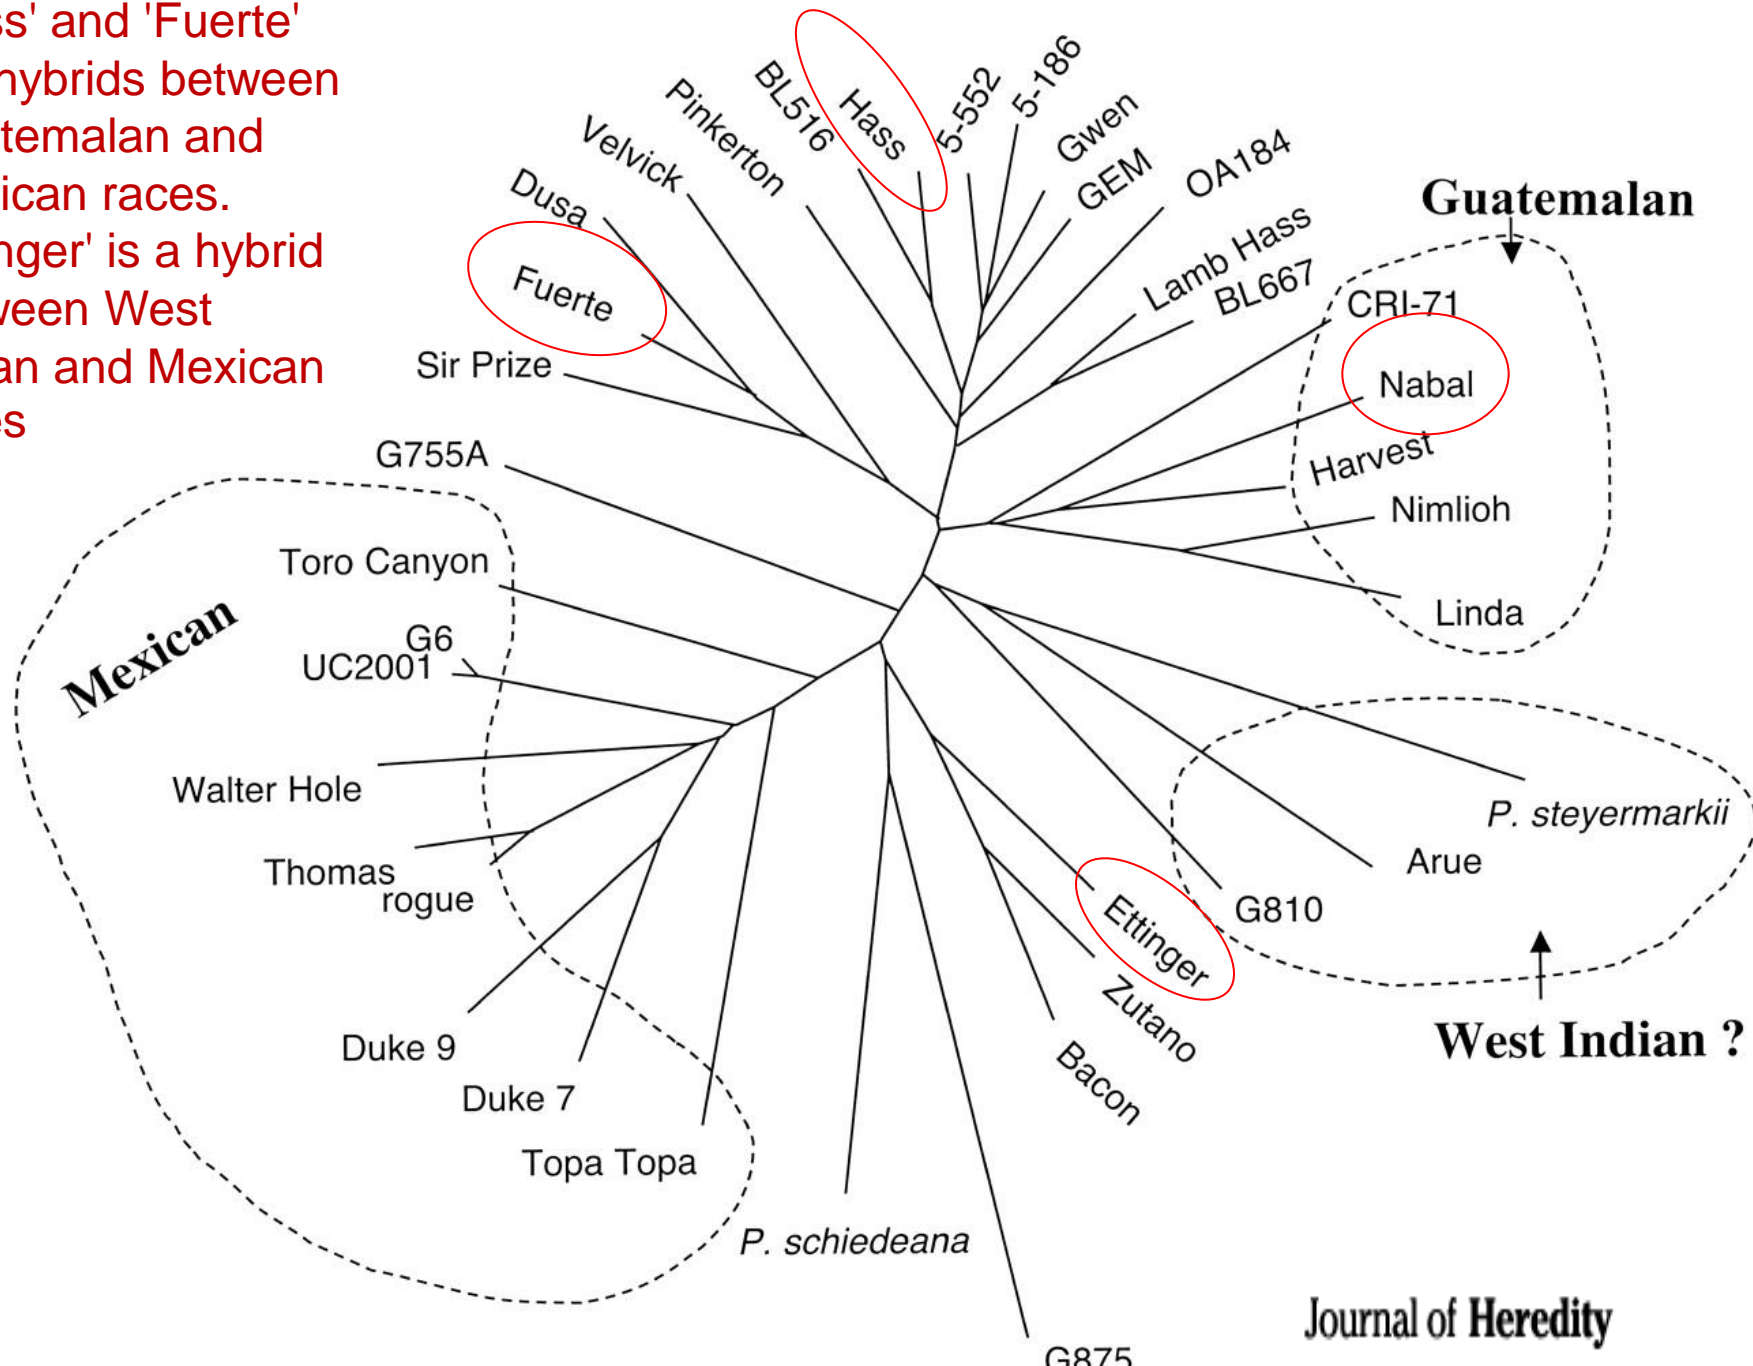 ss' and 'Fuerte'
hybrids between
temalan and
ican races.
nger' is a hybrid
ween West
an and Mexican
es
Hass
5-552
5-186
BL516
Gwen
Pinkerton
GEM
OA184
Velvick
Dusa
Lamb Hass
BL667
Guatemalan
Fuerte
CRI-71
Sir Prize
Nabal
G755A
Harvest
Nimlioh
Toro Canyon
Linda
Mexican
G6
UC2001
Walter Hole
P. steyermarkii
Thomas
Arue
rogue
G810
Ettinger
Zutano
West Indian ?
Duke 9
Bacon
Duke 7
Topa Topa
P. schiedeana
Journal of Heredity
G875